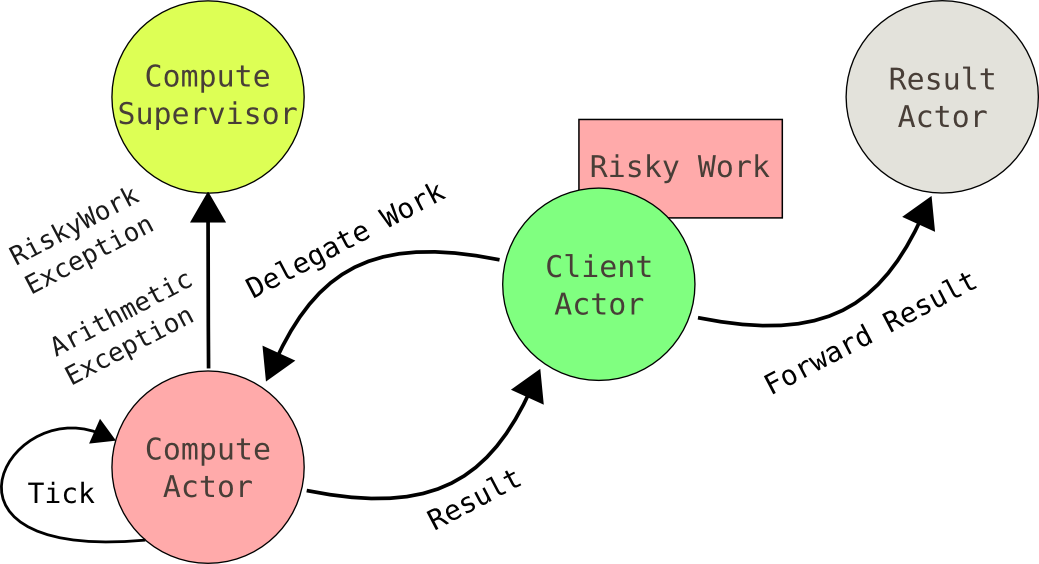 Compute
Supervisor
Result
Actor
Risky Work
RiskyWork
Exception
Delegate Work
Client
Actor
Arithmetic
Exception
Forward Result
Compute
Actor
Tick
Result